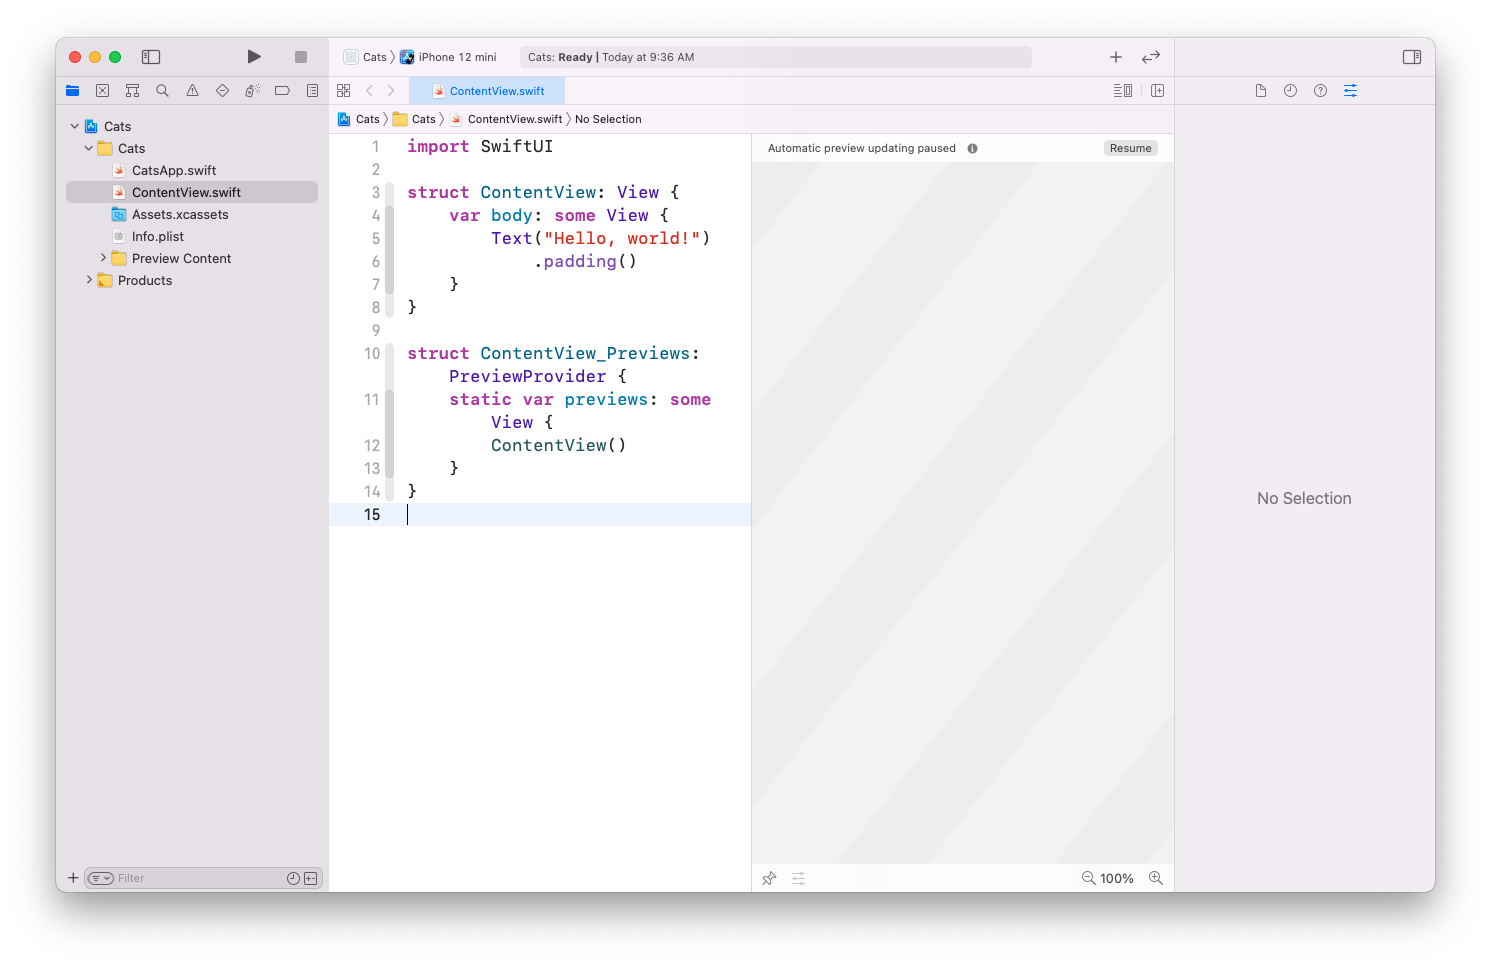 Cats 〉 iPhone 12 mini
Cats: Ready | Today at 9:36 AM
ContentView.swift
Cats 〉 Cats 〉 ContentView.swift 〉 No Selection
Cats
Cats
CatsApp.swift
ContentView.swift
Assets.xcassets
Info.plist
Preview Content
Products
Filter
1 import SwiftUI
2
3 struct ContentView: View {
4     var body: some View {
5         Text("Hello, world!")
6             .padding()
7     }
8 }
9
10 struct ContentView_Previews:
    PreviewProvider {
11     static var previews: some
        View {
12         ContentView()
13     }
14 }
15
Automatic preview updating paused
Resume
100%
No Selection